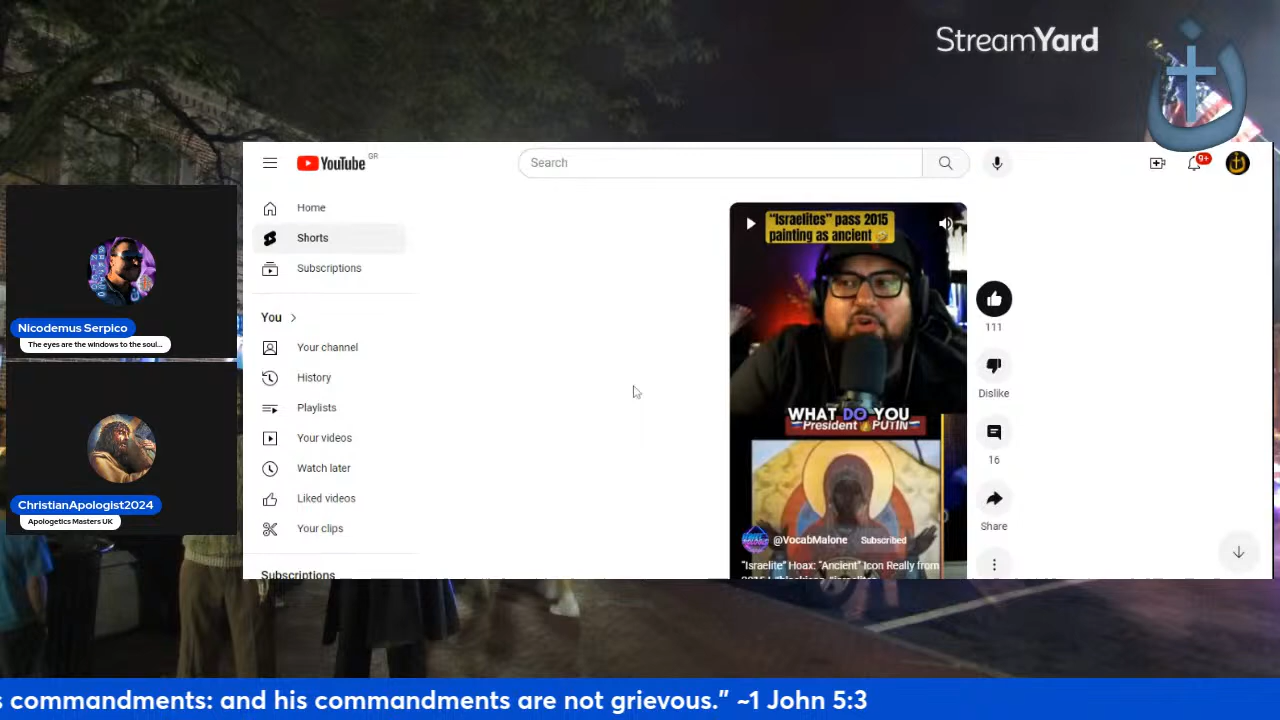 StreamYard
YouTube GR
Search
9+
Home
Shorts
Subscriptions
You
Your channel
History
Playlists
Your videos
Watch later
Liked videos
Your clips
Subscriptions
"Israelites" pass 2015
painting as ancient
WHAT DO YOU
President PUTIN
@VocabMalone Subscribed
"Israelite" Hoax: "Ancient" Icon Really from
111
Dislike
16
Share
Nicodemus Serpico
The eyes are the windows to the soul...
ChristianApologist2024
Apologetics Masters UK
s commandments: and his commandments are not grievous.” ~1 John 5:3